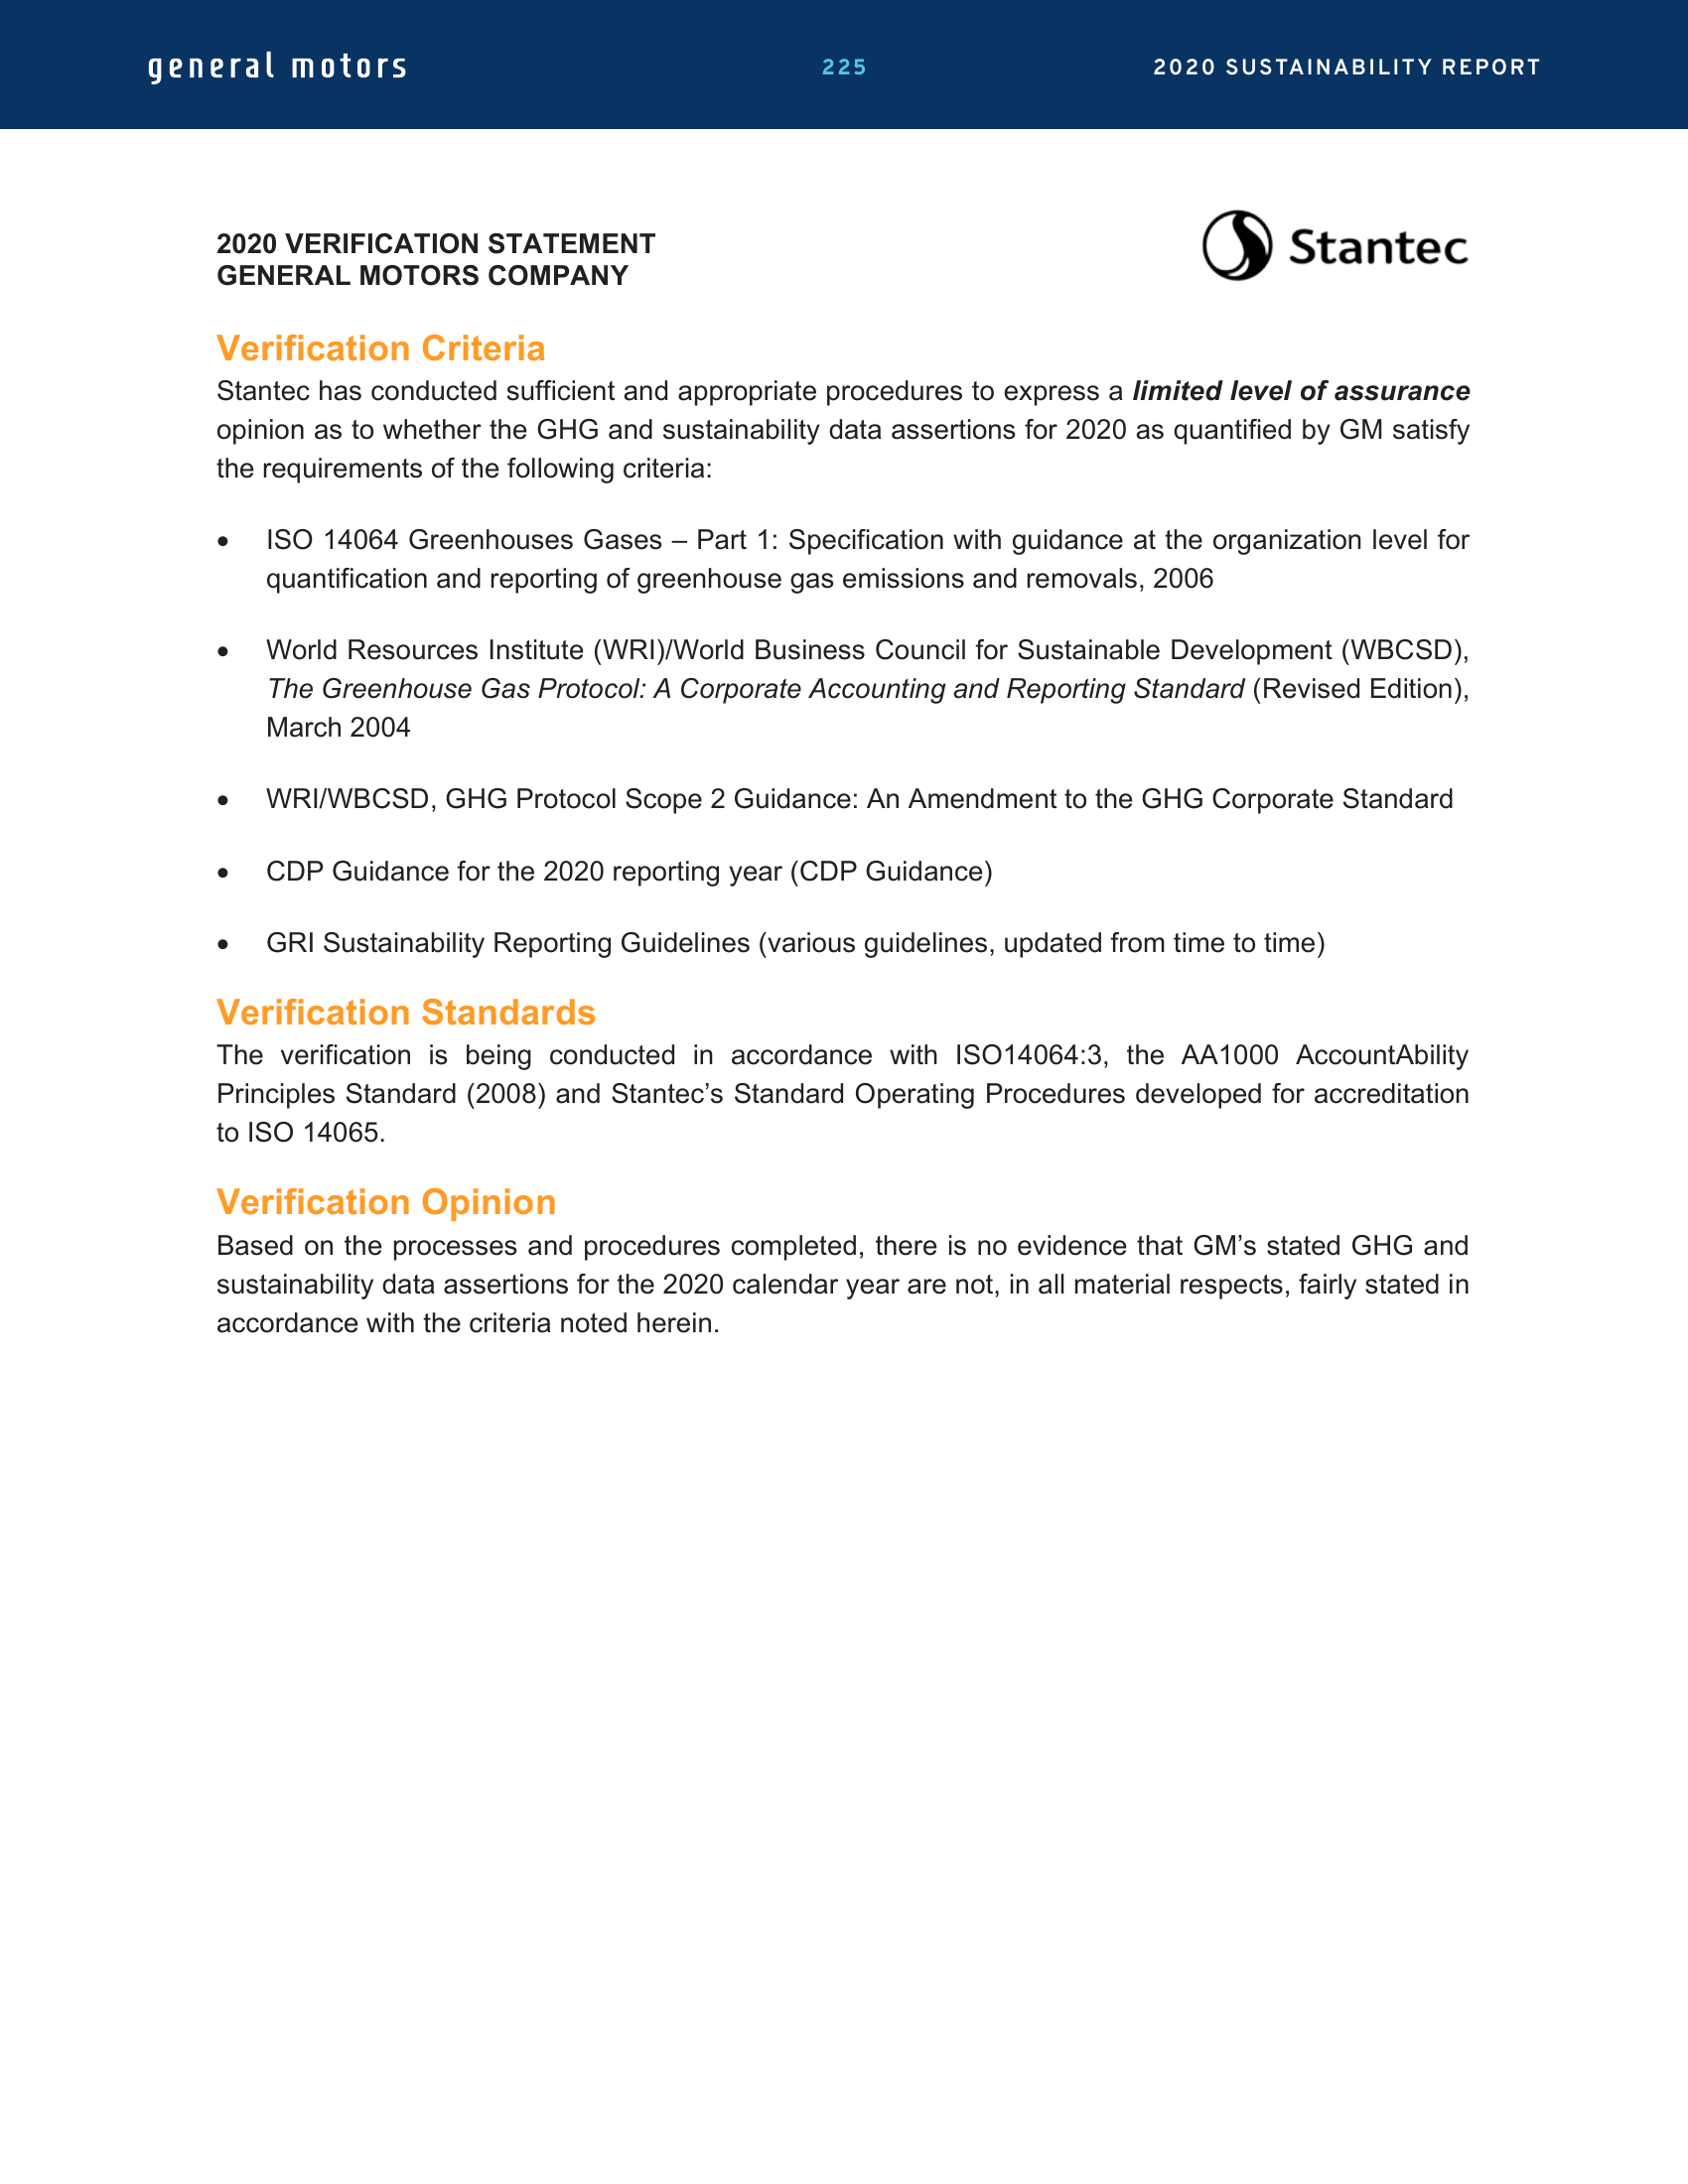 general motors
225
2020 SUSTAINABILITY REPORT
2020 VERIFICATION STATEMENT
GENERAL MOTORS COMPANY
Stantec
Verification Criteria
Stantec has conducted sufficient and appropriate procedures to express a limited level of assurance
opinion as to whether the GHG and sustainability data assertions for 2020 as quantified by GM satisfy
the requirements of the following criteria:
• ISO 14064 Greenhouses Gases – Part 1: Specification with guidance at the organization level for
quantification and reporting of greenhouse gas emissions and removals, 2006
• World Resources Institute (WRI)/World Business Council for Sustainable Development (WBCSD),
The Greenhouse Gas Protocol: A Corporate Accounting and Reporting Standard (Revised Edition),
March 2004
• WRI/WBCSD, GHG Protocol Scope 2 Guidance: An Amendment to the GHG Corporate Standard
• CDP Guidance for the 2020 reporting year (CDP Guidance)
• GRI Sustainability Reporting Guidelines (various guidelines, updated from time to time)
Verification Standards
The verification is being conducted in accordance with ISO14064:3, the AA1000 AccountAbility
Principles Standard (2008) and Stantec’s Standard Operating Procedures developed for accreditation
to ISO 14065.
Verification Opinion
Based on the processes and procedures completed, there is no evidence that GM’s stated GHG and
sustainability data assertions for the 2020 calendar year are not, in all material respects, fairly stated in
accordance with the criteria noted herein.